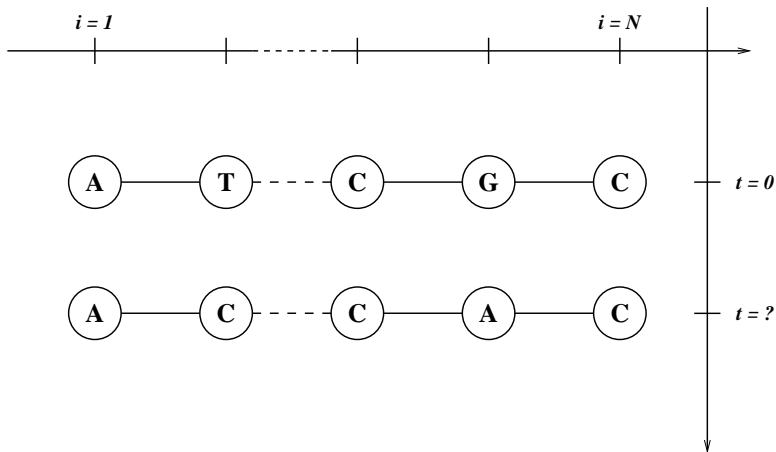 i = 1 i = N
A T C G C t = 0
A C C A C t = ?